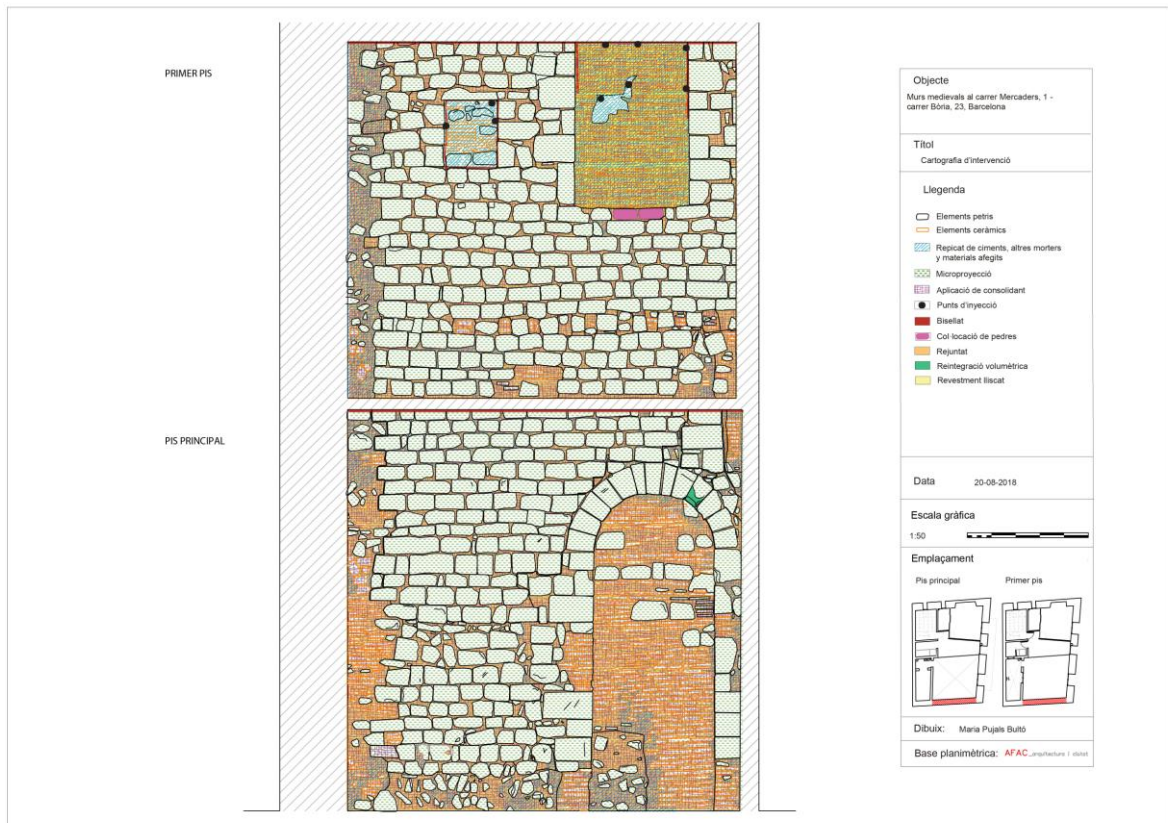 PRIMER PIS
PIS PRINCIPAL
Objecte
Murs medievals al carrer Mercaders, 1 -
carrer Bòria, 23, Barcelona
Títol
Cartografia d'intervenció
Llegenda
Elements petris
Elements ceràmics
Repicat de ciments, altres morters
y materials afegits
Microproyecció
Aplicació de consolidant
Punts d'inyecció
Bisellat
Col·locació de pedres
Rejuntat
Reintegració volumètrica
Revestment lliscat
Data 20-08-2018
Escala gràfica
1:50
Emplaçament
Pis principal Primer pis
Dibuix: Maria Pujals Bultó
Base planimètrica: AFAC_arquitectura i